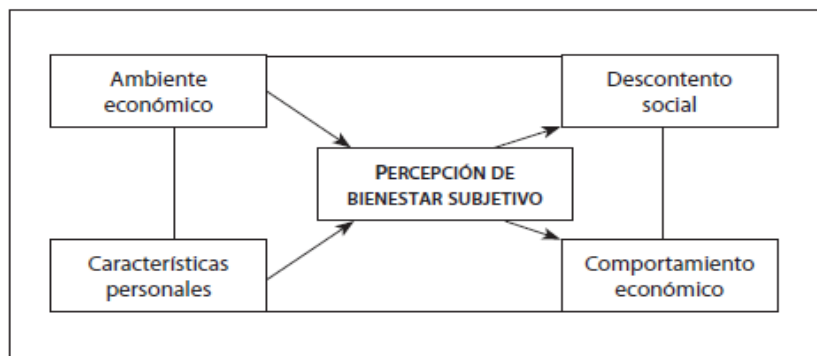 Ambiente
económico
Descontento
social
PERCEPCIÓN DE
BIENESTAR SUBJETIVO
Características
personales
Comportamiento
económico